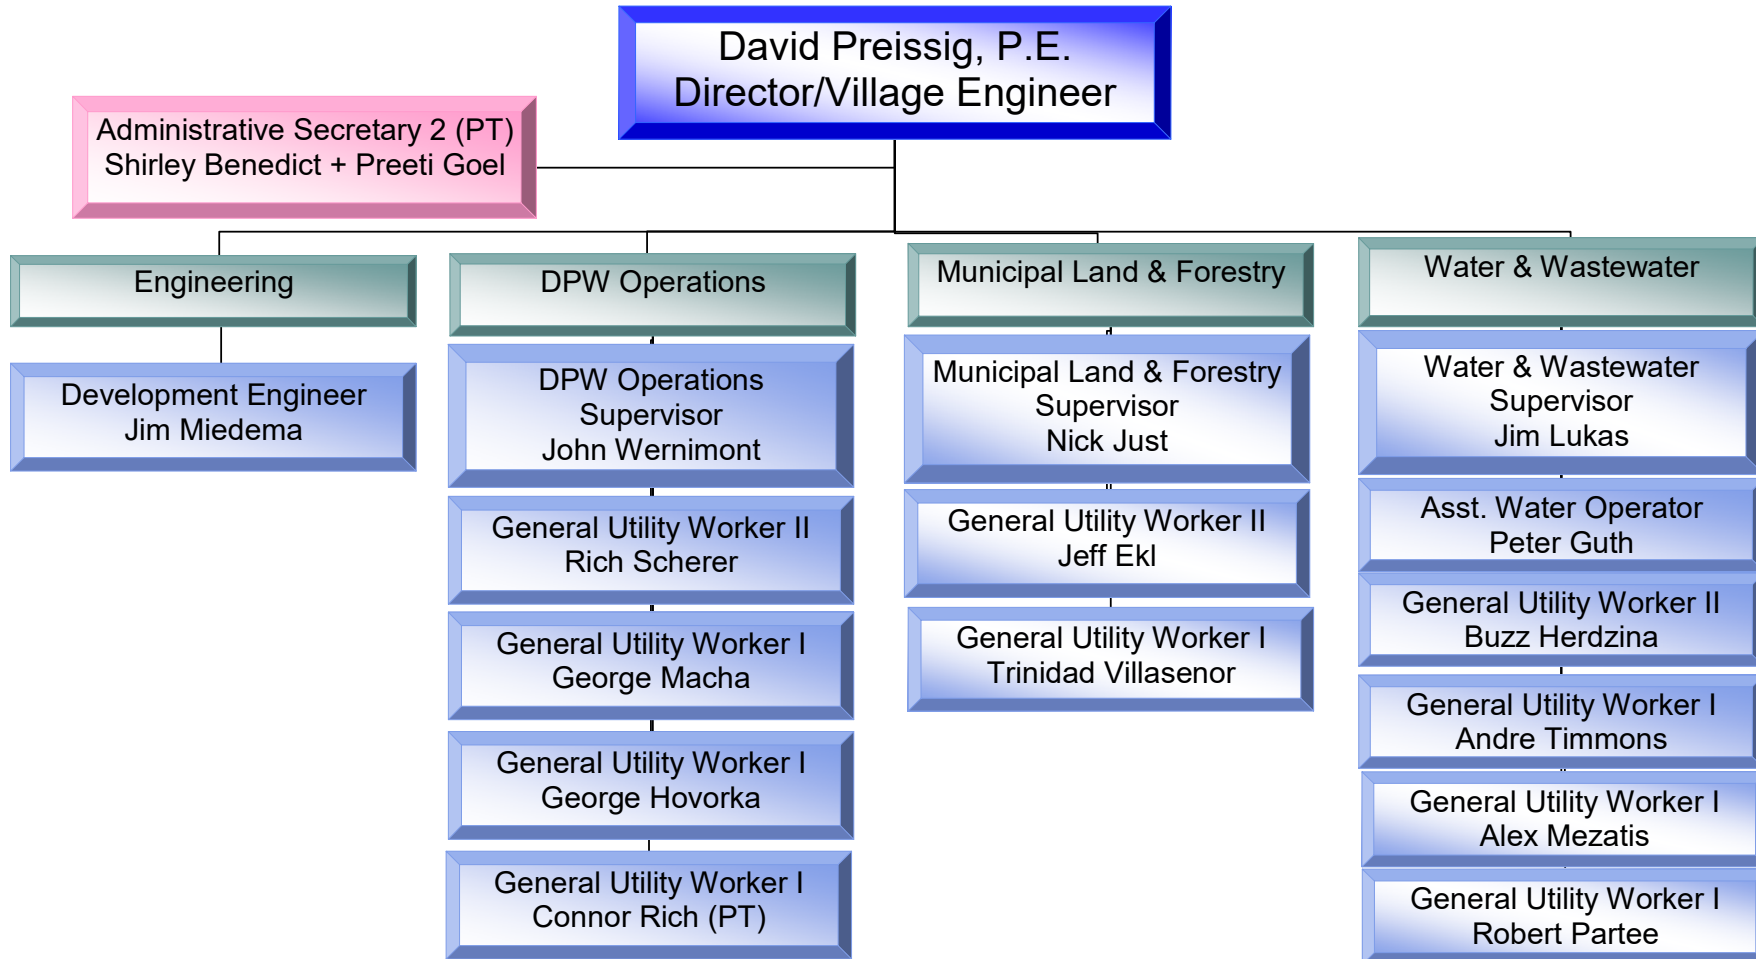 David Preissig, P.E.
Director/Village Engineer
Administrative Secretary 2 (PT)
Shirley Benedict + Preeti Goel
Engineering
Development Engineer
Jim Miedema
DPW Operations
DPW Operations
Supervisor
John Wernimont
General Utility Worker II
Rich Scherer
General Utility Worker I
George Macha
General Utility Worker I
George Hovorka
General Utility Worker I
Connor Rich (PT)
Municipal Land & Forestry
Municipal Land & Forestry
Supervisor
Nick Just
General Utility Worker II
Jeff Ekl
General Utility Worker I
Trinidad Villasenor
Water & Wastewater
Water & Wastewater
Supervisor
Jim Lukas
Asst. Water Operator
Peter Guth
General Utility Worker II
Buzz Herdzina
General Utility Worker I
Andre Timmons
General Utility Worker I
Alex Mezatis
General Utility Worker I
Robert Partee